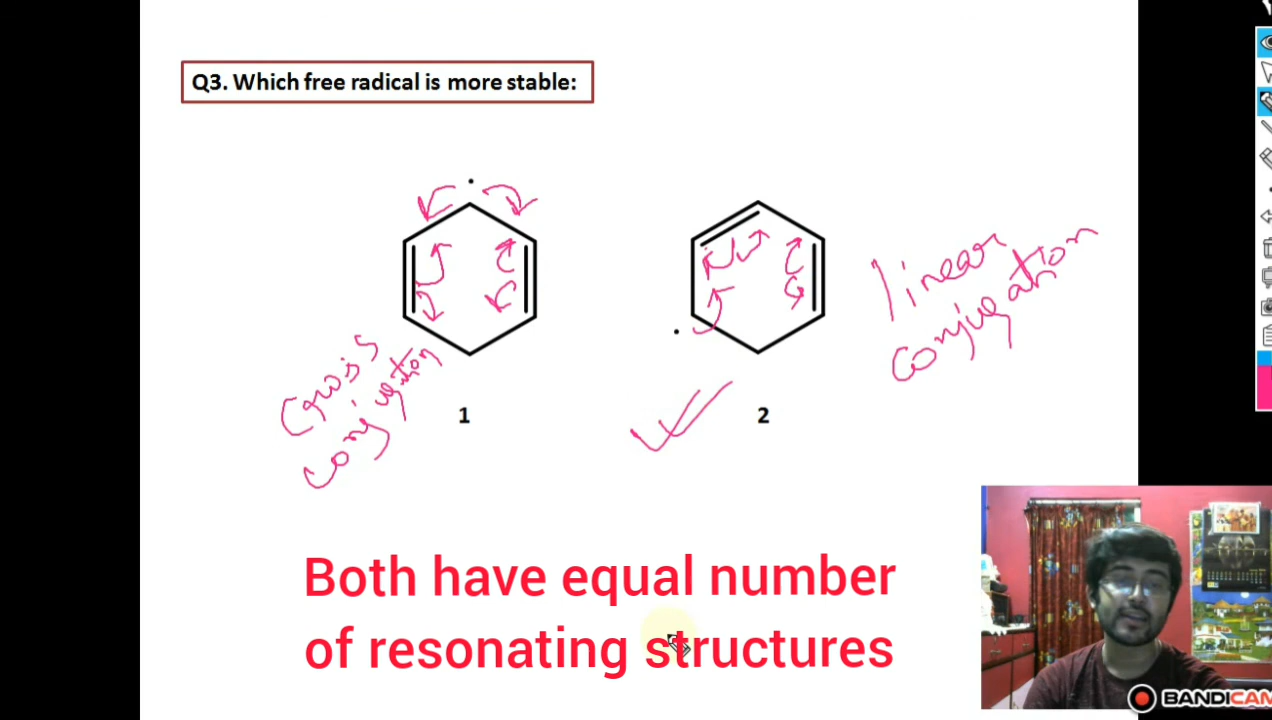 Q3. Which free radical is more stable:
linear
conjugation
cross
conjugation
1
2
Both have equal number
of resonating structures
BANDICAM